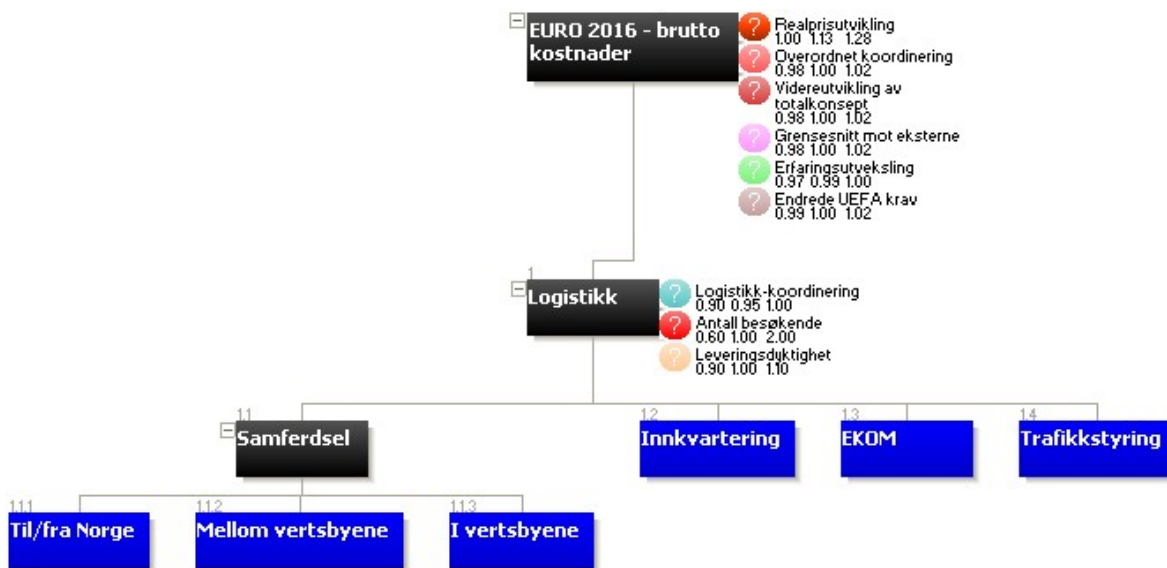 EURO 2016 - brutto
kostnader
? Realprisutvikling
1.00 1.13 1.28
? Overordnet koordinering
0.98 1.00 1.02
? Videreutvikling av
totalkonsept
0.98 1.00 1.02
? Grensesnitt mot eksterne
0.98 1.00 1.02
? Erfaringsutveksling
0.97 0.99 1.00
? Endrede UEFA krav
0.99 1.00 1.02
1
Logistikk
? Logistikk-koordinering
0.90 0.95 1.00
? Antall besøkende
0.60 1.00 2.00
? Leveringsdyktighet
0.90 1.00 1.10
1.1
Samferdsel
1.2
Innkvartering
1.3
EKOM
1.4
Trafikkstyring
1.1.1
Til/fra Norge
1.1.2
Mellom vertsbyene
1.1.3
I vertsbyene